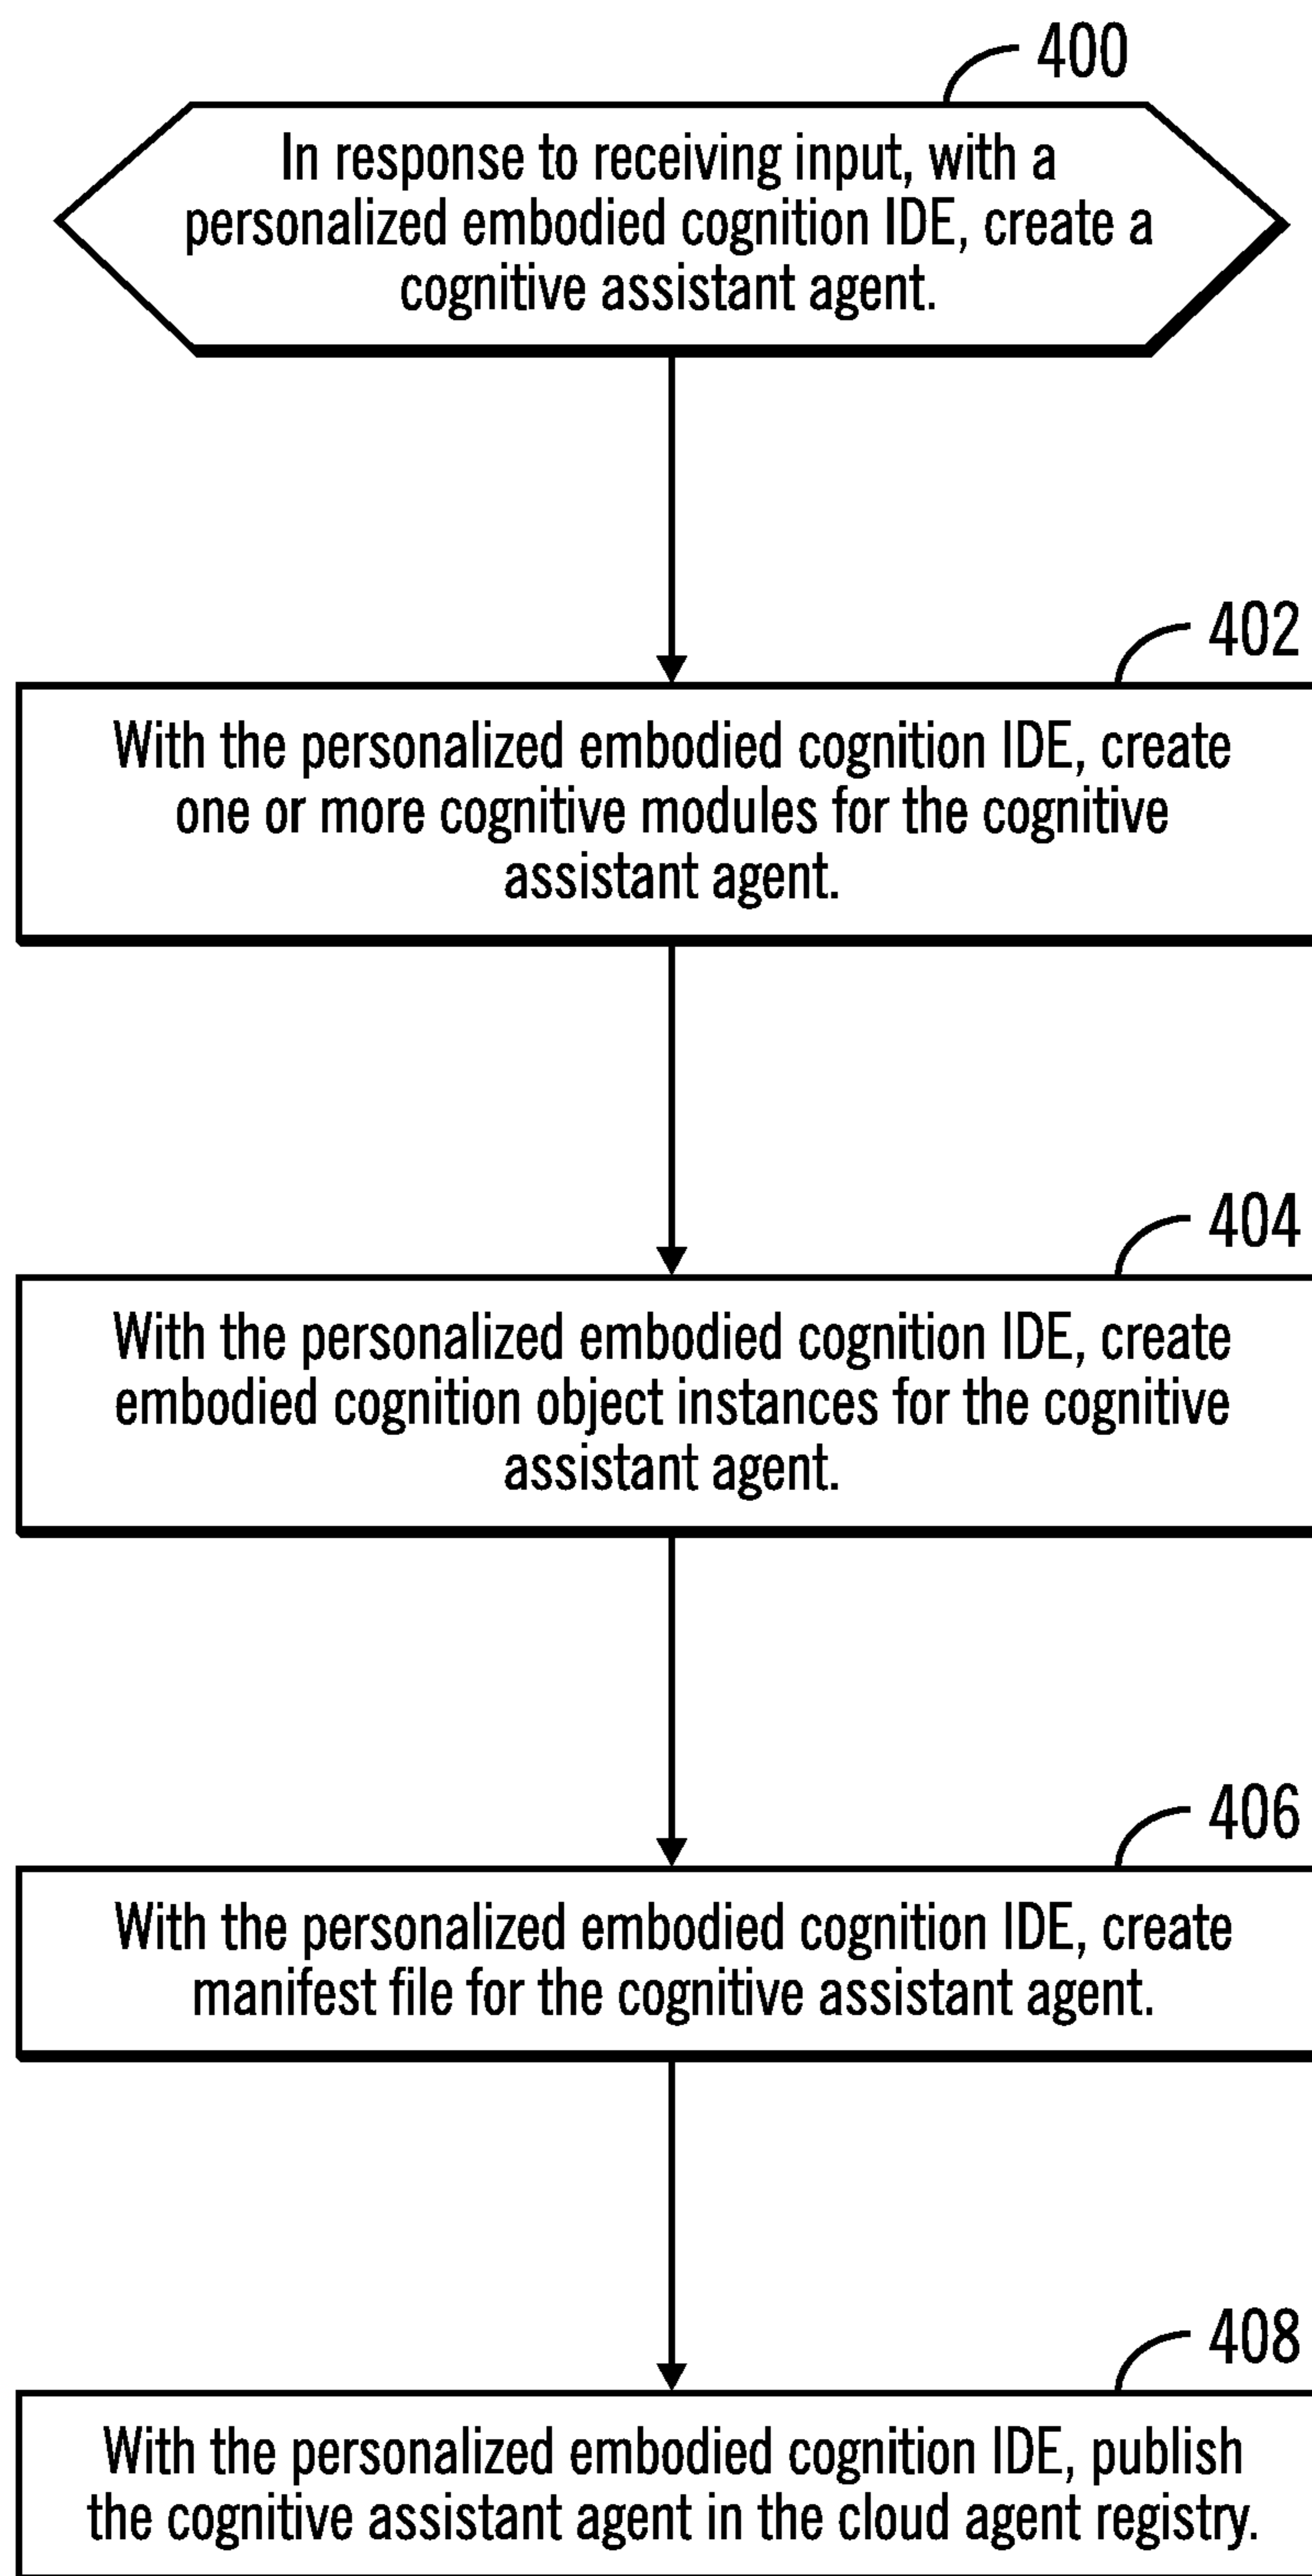 400
In response to receiving input, with a
personalized embodied cognition IDE, create a
cognitive assistant agent.
402
With the personalized embodied cognition IDE, create
one or more cognitive modules for the cognitive
assistant agent.
404
With the personalized embodied cognition IDE, create
embodied cognition object instances for the cognitive
assistant agent.
406
With the personalized embodied cognition IDE, create
manifest file for the cognitive assistant agent.
408
With the personalized embodied cognition IDE, publish
the cognitive assistant agent in the cloud agent registry.